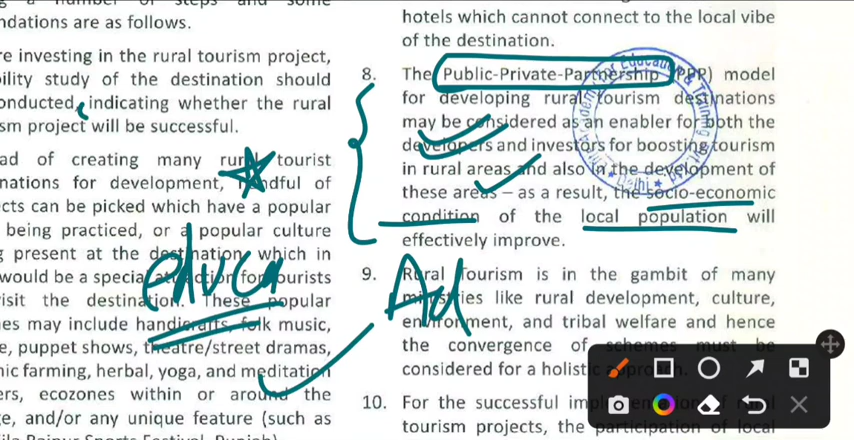 ndations are as follows.
re investing in the rural tourism project,
ility study of the destination should
onducted, indicating whether the rural
sm project will be successful.
ad of creating many rural tourist
nations for development, handful of
cts can be picked which have a popular
being practiced, or a popular culture
g present at the destination, which in
would be a special attraction for tourists
isit the destination. These popular
es may include handicrafts, folk music,
e, puppet shows, theatre/street dramas,
nic farming, herbal, yoga, and meditation
ers, ecozones within or around the
ge, and/or any unique feature (such as
educa
hotels which cannot connect to the local vibe
of the destination.
8. The Public-Private-Partnership (PPP) model
for developing rural tourism destinations
may be considered as an enabler for both the
developers and investors for boosting tourism
in rural areas and also in the development of
these areas – as a result, the socio-economic
condition of the local population will
effectively improve.
9. Rural Tourism is in the gambit of many
ministries like rural development, culture,
environment, and tribal welfare and hence
the convergence of schemes must be
considered for a holistic approach.
10. For the successful implementation of rural
tourism projects, the participation of local
Ad